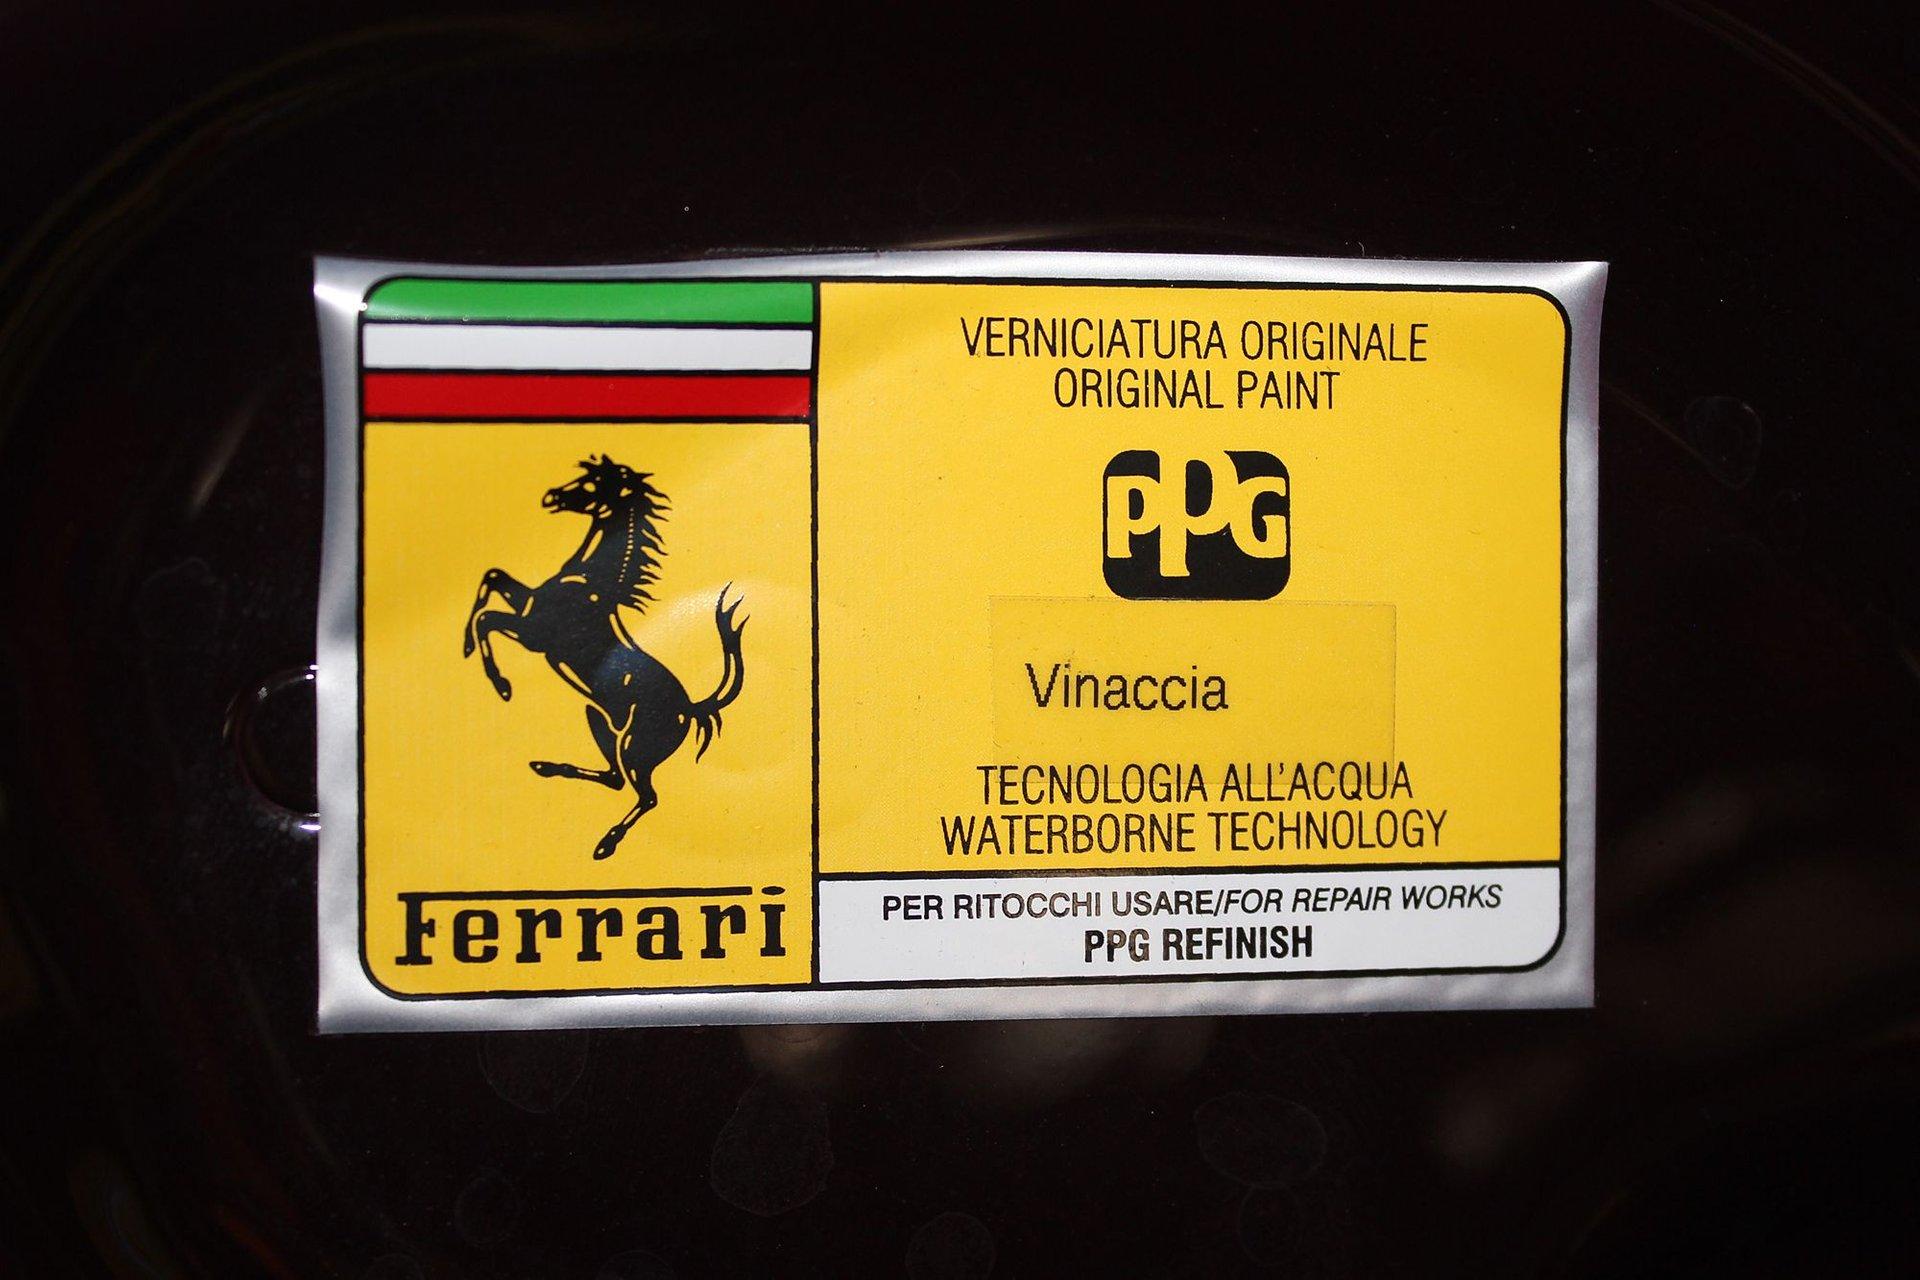 Ferrari
VERNICIATURA ORIGINALE
ORIGINAL PAINT
PPG
Vinaccia
TECNOLOGIA ALL'ACQUA
WATERBORNE TECHNOLOGY
PER RITOCCHI USARE/FOR REPAIR WORKS
PPG REFINISH